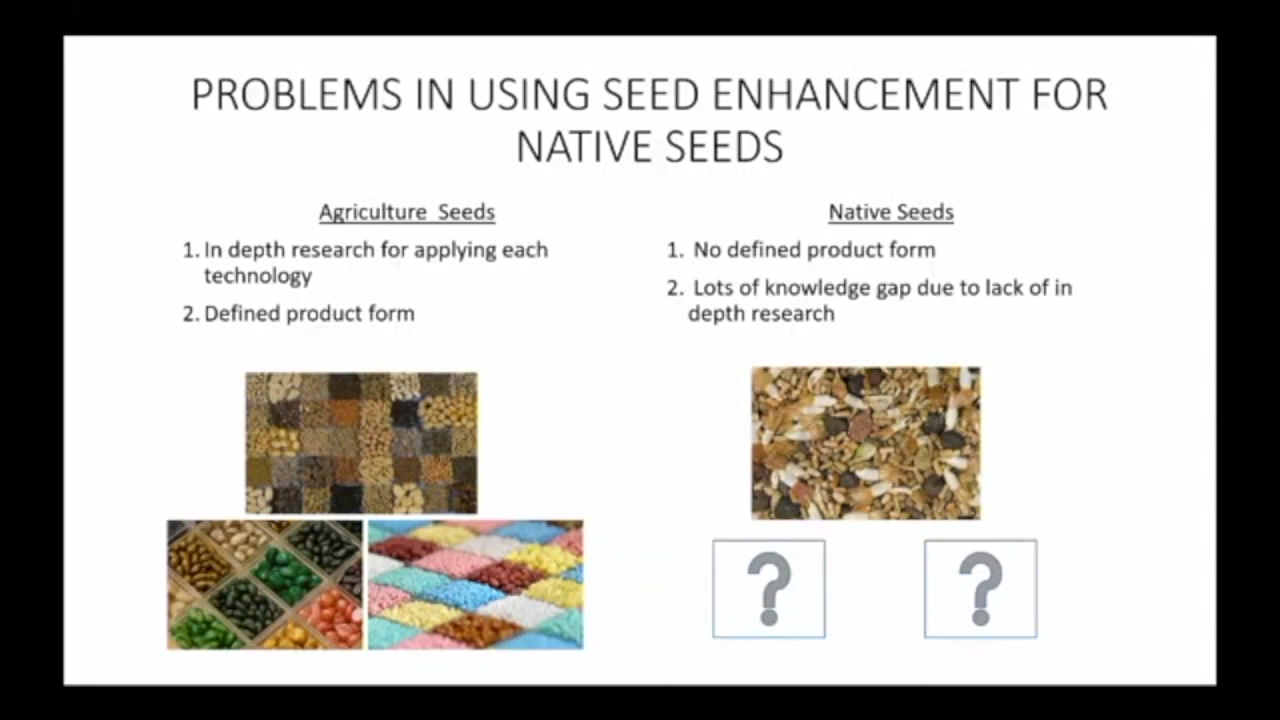 PROBLEMS IN USING SEED ENHANCEMENT FOR
NATIVE SEEDS
Agriculture Seeds
1. In depth research for applying each
technology
2. Defined product form
Native Seeds
1. No defined product form
2. Lots of knowledge gap due to lack of in
depth research
?
?